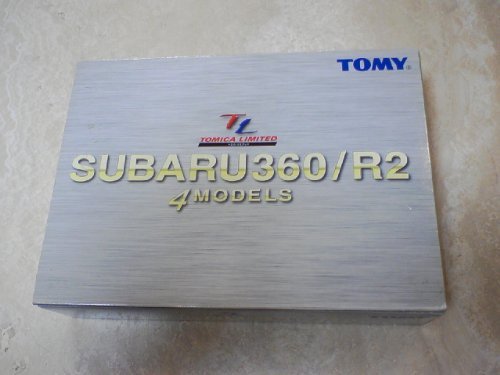 TOMY®
TL
TOMICA LIMITED
SUBARU360/R2
4 MODELS